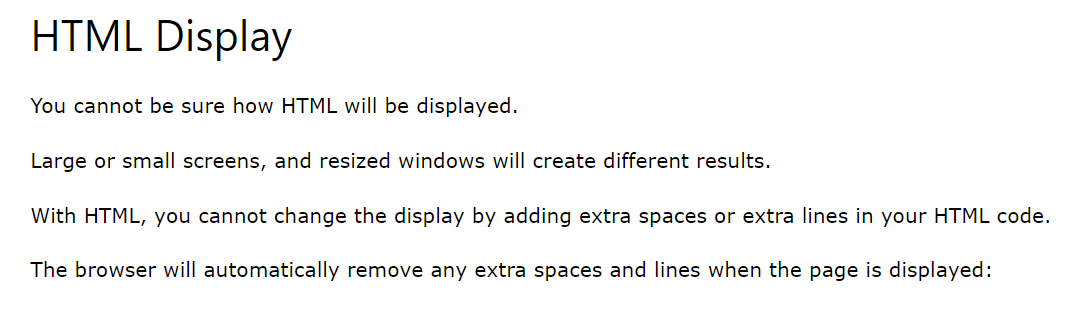 HTML Display
You cannot be sure how HTML will be displayed.
Large or small screens, and resized windows will create different results.
With HTML, you cannot change the display by adding extra spaces or extra lines in your HTML code.
The browser will automatically remove any extra spaces and lines when the page is displayed: